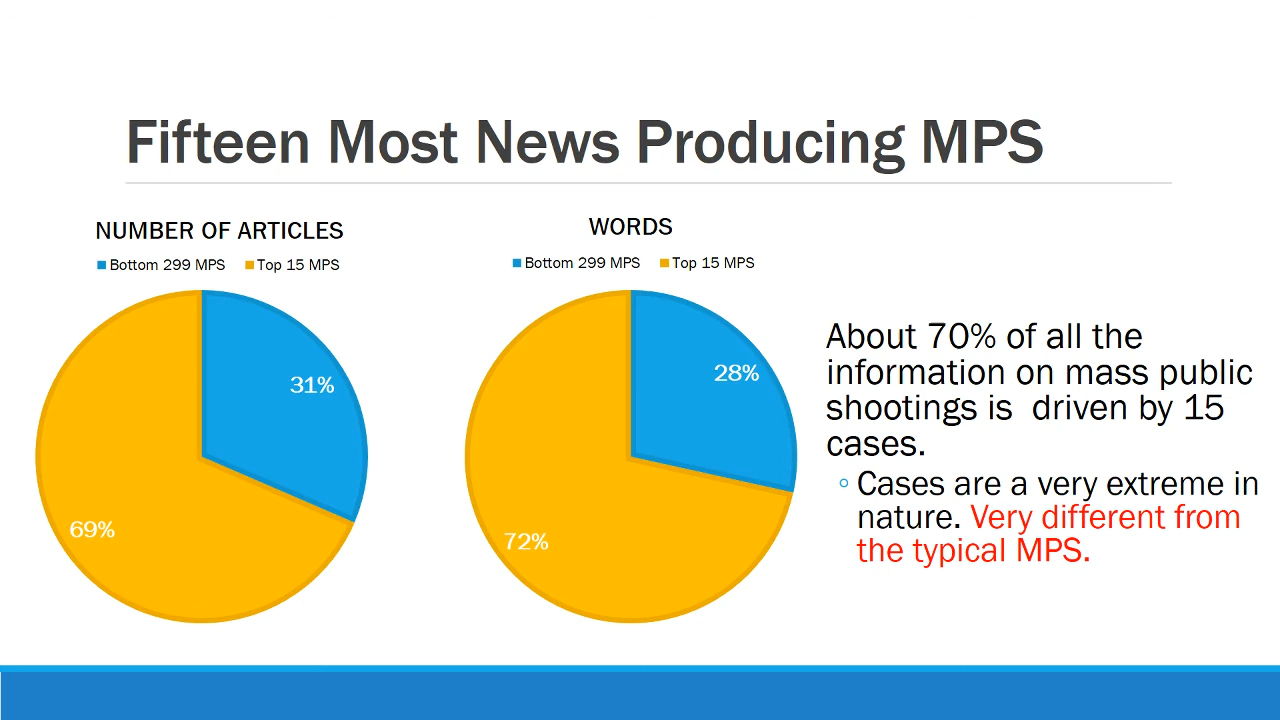 Fifteen Most News Producing MPS
NUMBER OF ARTICLES
Bottom 299 MPS Top 15 MPS
31%
69%
WORDS
Bottom 299 MPS Top 15 MPS
28%
72%
About 70% of all the
information on mass public
shootings is driven by 15
cases.
Cases are a very extreme in
nature. Very different from
the typical MPS.